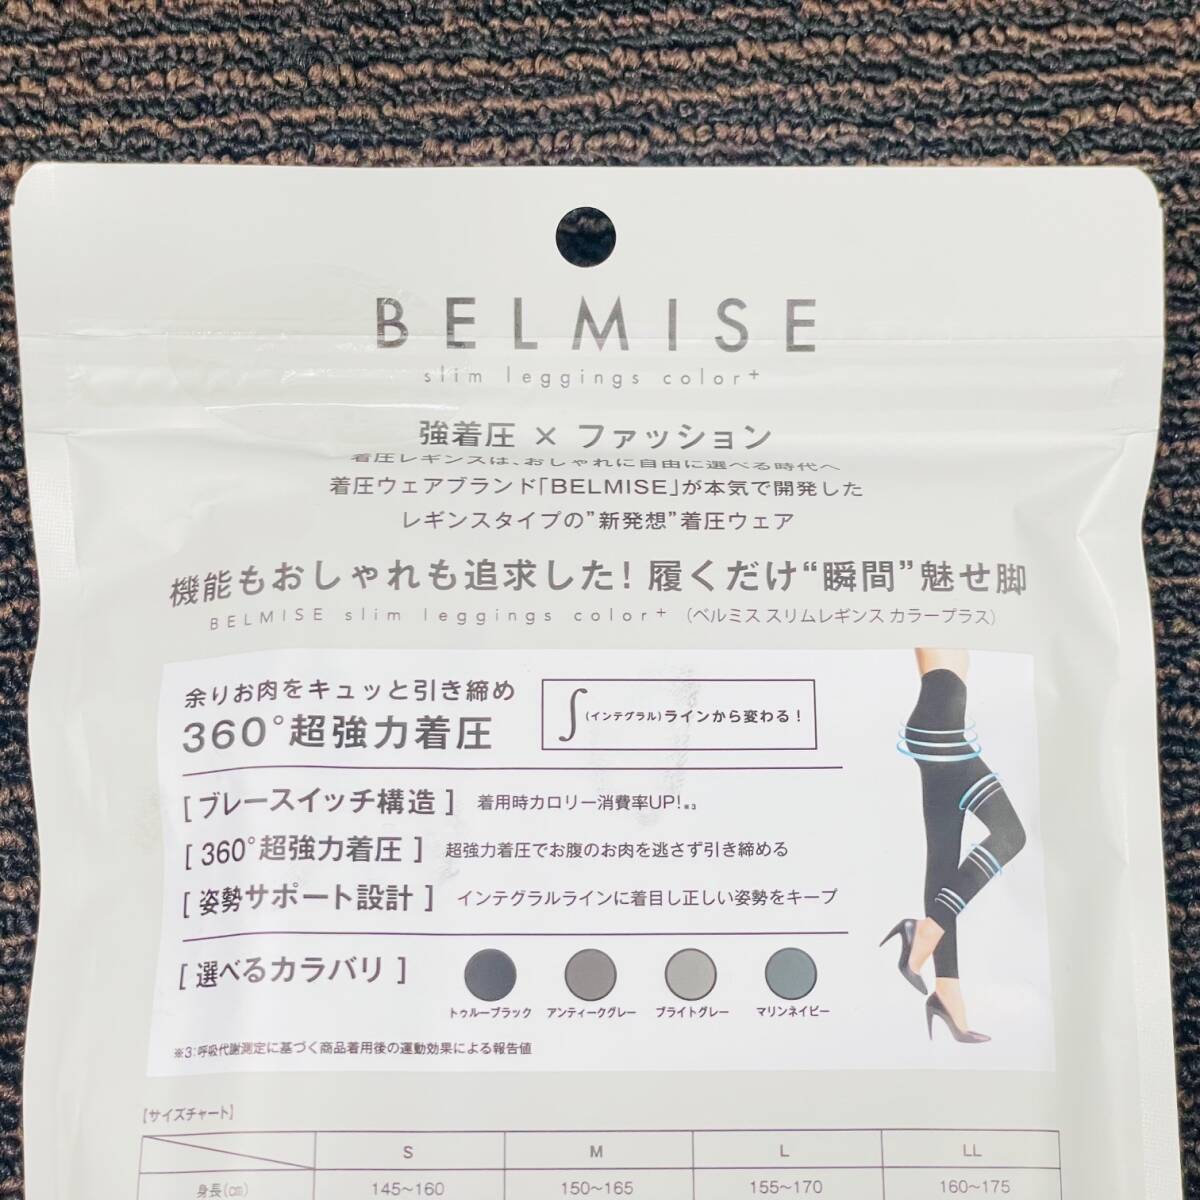 BELMISE
slim leggings color+
強着圧 × ファッション
着圧レギンスは、おしゃれに自由に選べる時代へ
着圧ウェアブランド「BELMISE」が本気で開発した
レギンスタイプの"新発想"着圧ウェア
機能もおしゃれも追求した！履くだけ“瞬間”魅せ脚
BELMISE slim leggings color+ （ベルミス スリムレギンス カラープラス）
余りお肉をキュッと引き締め
360°超強力着圧
∫(インテグラル)ラインから変わる！
[ ブレースイッチ構造 ] 着用時カロリー消費率UP!※3
[ 360°超強力着圧 ] 超強力着圧でお腹のお肉を逃さず引き締める
[ 姿勢サポート設計 ] インテグラルラインに着目し正しい姿勢をキープ
[ 選べるカラバリ ]
トゥルーブラック アンティークグレー ブライトグレー マリンネイビー
※3:呼吸代謝測定に基づく商品着用後の運動効果による報告値
【サイズチャート】
S M L LL
身長(㎝) 145~160 150~165 155~170 160~175